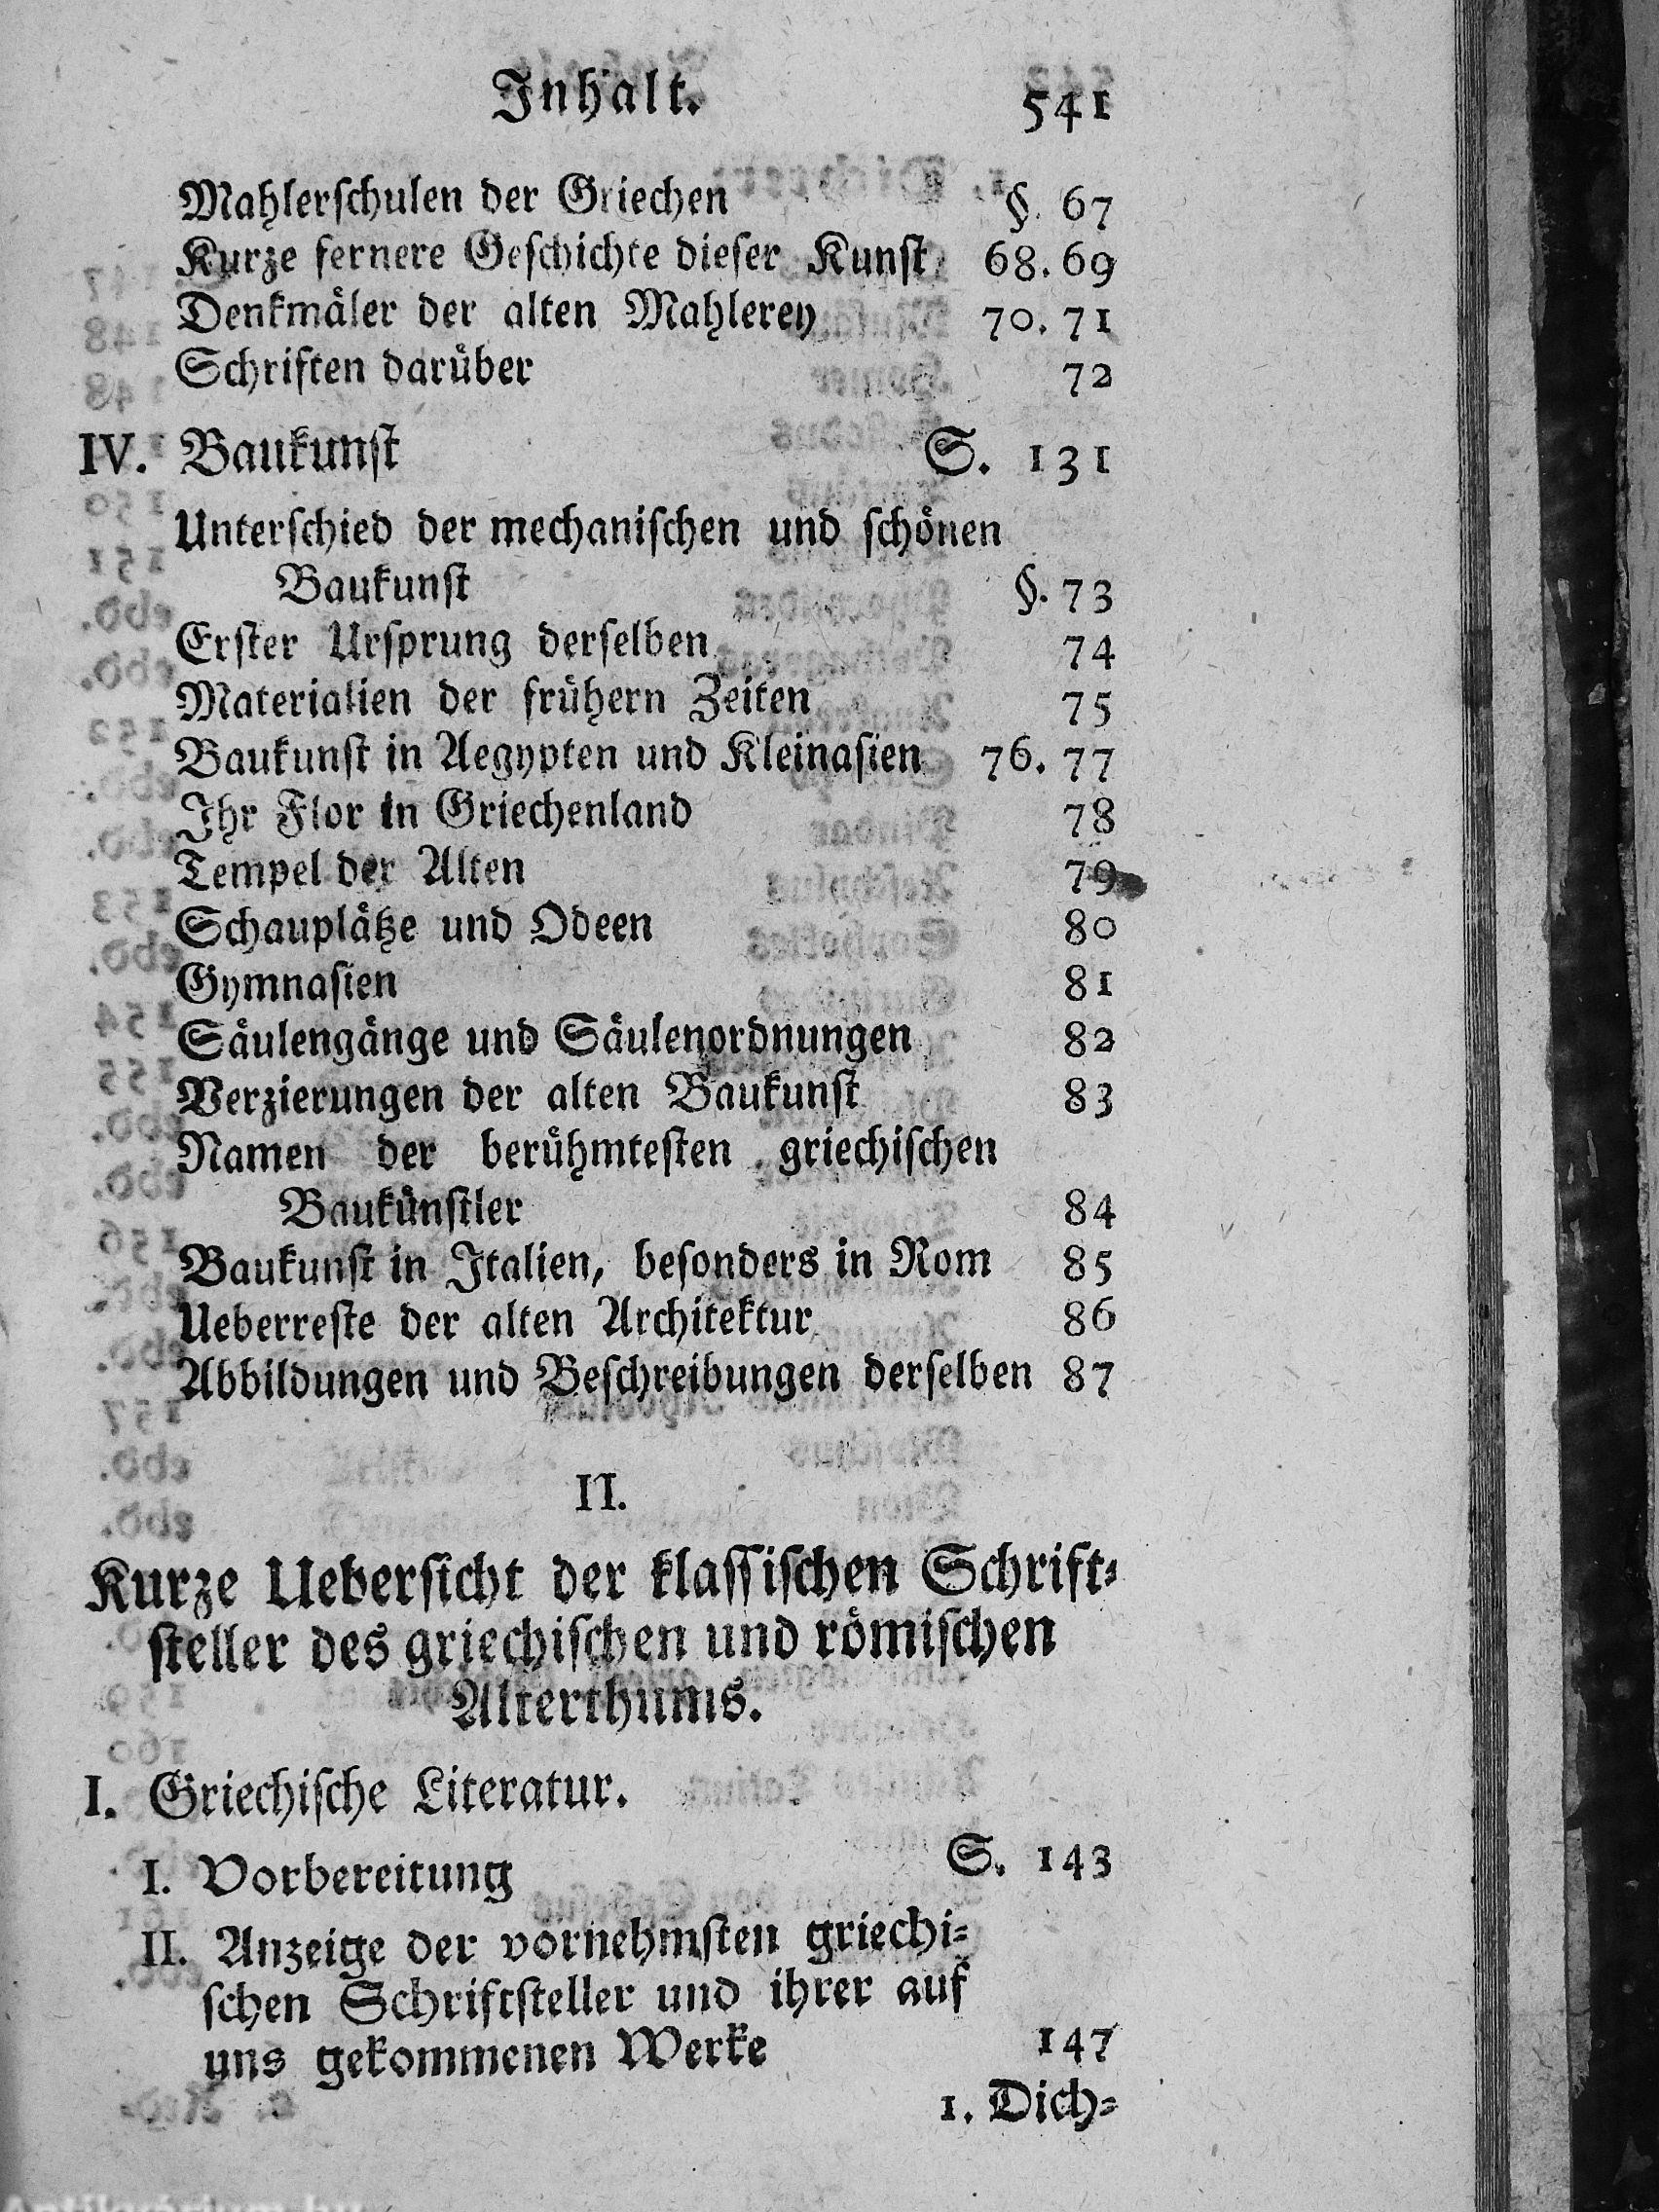 Inhalt. 541
Mahlerschulen der Griechen §. 67
Kurze fernere Geschichte dieser Kunst 68. 69
Denkmäler der alten Mahlerey 70. 71
Schriften darüber 72
IV. Baukunst S. 131
Unterschied der mechanischen und schönen
Baukunst §. 73
Erster Ursprung derselben 74
Materialien der frühern Zeiten 75
Baukunst in Aegypten und Kleinasien 76. 77
Ihr Flor in Griechenland 78
Tempel der Alten 79
Schauplätze und Odeen 80
Gymnasien 81
Säulengänge und Säulenordnungen 82
Verzierungen der alten Baukunst 83
Namen der berühmtesten griechischen
Baukünstler 84
Baukunst in Italien, besonders in Rom 85
Ueberreste der alten Architektur 86
Abbildungen und Beschreibungen derselben 87
II.
Kurze Uebersicht der klassischen Schrift-
steller des griechischen und römischen
Alterthums.
I. Griechische Literatur.
I. Vorbereitung S. 143
II. Anzeige der vornehmsten griechi-
schen Schriftsteller und ihrer auf
uns gekommenen Werke 147
1. Dich-